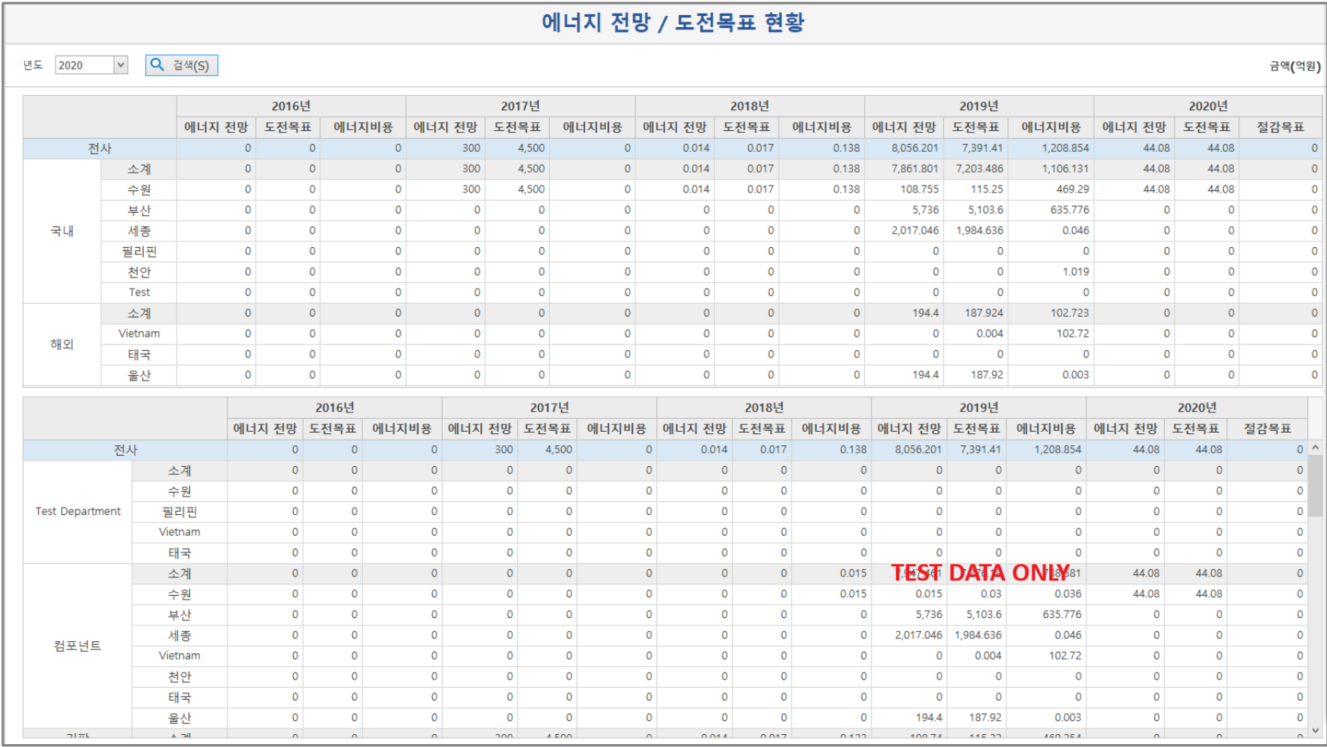 에너지 전망 / 도전목표 현황
년도 2020 검색(S) 금액(억원)
2016년 2017년 2018년 2019년 2020년
에너지 전망 도전목표 에너지비용 에너지 전망 도전목표 에너지비용 에너지 전망 도전목표 에너지비용 에너지 전망 도전목표 에너지비용 에너지 전망 도전목표 절감목표
전사 0 0 0 300 4,500 0 0.014 0.017 0.138 8,056.201 7,391.41 1,208.854 44.08 44.08 0
국내 소계 0 0 0 300 4,500 0 0.014 0.017 0.138 7,861.801 7,203.486 1,106.131 44.08 44.08 0
수원 0 0 0 300 4,500 0 0.014 0.017 0.138 108.755 115.25 469.29 44.08 44.08 0
부산 0 0 0 0 0 0 0 0 0 5,736 5,103.6 635.776 0 0 0
세종 0 0 0 0 0 0 0 0 0 2,017.046 1,984.636 0.046 0 0 0
필리핀 0 0 0 0 0 0 0 0 0 0 0 0 0 0 0
천안 0 0 0 0 0 0 0 0 0 0 0 1.019 0 0 0
Test 0 0 0 0 0 0 0 0 0 0 0 0 0 0 0
해외 소계 0 0 0 0 0 0 0 0 0 194.4 187.924 102.723 0 0 0
Vietnam 0 0 0 0 0 0 0 0 0 0 0.004 102.72 0 0 0
태국 0 0 0 0 0 0 0 0 0 0 0 0 0 0 0
울산 0 0 0 0 0 0 0 0 0 194.4 187.92 0.003 0 0 0
2016년 2017년 2018년 2019년 2020년
에너지 전망 도전목표 에너지비용 에너지 전망 도전목표 에너지비용 에너지 전망 도전목표 에너지비용 에너지 전망 도전목표 에너지비용 에너지 전망 도전목표 절감목표
전사 0 0 0 300 4,500 0 0.014 0.017 0.138 8,056.201 7,391.41 1,208.854 44.08 44.08 0
Test Department 소계 0 0 0 0 0 0 0 0 0 0 0 0 0 0 0
수원 0 0 0 0 0 0 0 0 0 0 0 0 0 0 0
필리핀 0 0 0 0 0 0 0 0 0 0 0 0 0 0 0
Vietnam 0 0 0 0 0 0 0 0 0 0 0 0 0 0 0
태국 0 0 0 0 0 0 0 0 0 0 0 0 0 0 0
컴포넌트 소계 0 0 0 0 0 0 0 0 0.015 TEST DATA ONLY 44.08 44.08 0
수원 0 0 0 0 0 0 0 0 0.015 0.015 0.03 0.036 44.08 44.08 0
부산 0 0 0 0 0 0 0 0 0 5,736 5,103.6 635.776 0 0 0
세종 0 0 0 0 0 0 0 0 0 2,017.046 1,984.636 0.046 0 0 0
Vietnam 0 0 0 0 0 0 0 0 0 0 0.004 102.72 0 0 0
천안 0 0 0 0 0 0 0 0 0 0 0 0 0 0 0
태국 0 0 0 0 0 0 0 0 0 0 0 0 0 0 0
울산 0 0 0 0 0 0 0 0 0 194.4 187.92 0.003 0 0 0